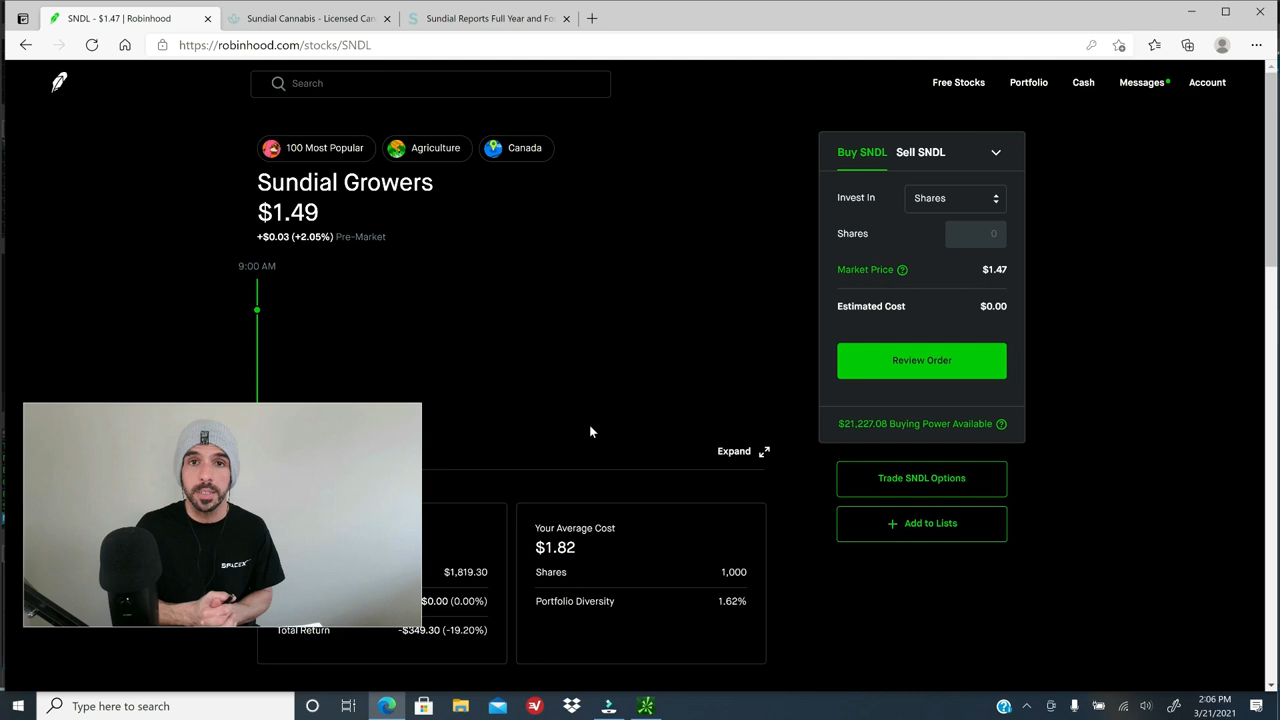 SNDL - $1.47 | Robinhood
Sundial Cannabis - Licensed Can
Sundial Reports Full Year and Fo
https://robinhood.com/stocks/SNDL
Search
Free Stocks
Portfolio
Cash
Messages
Account
100 Most Popular
Agriculture
Canada
Sundial Growers
$1.49
+$0.03 (+2.05%) Pre-Market
9:00 AM
Expand
Buy SNDL
Sell SNDL
Invest In
Shares
Shares
0
Market Price
$1.47
Estimated Cost
$0.00
Review Order
$21,227.08 Buying Power Available
Trade SNDL Options
Add to Lists
$1,819.30
$0.00 (0.00%)
Total Return
-$349.30 (-19.20%)
Your Average Cost
$1.82
Shares
1,000
Portfolio Diversity
1.62%
SPACEX
Type here to search
2:06 PM
3/21/2021